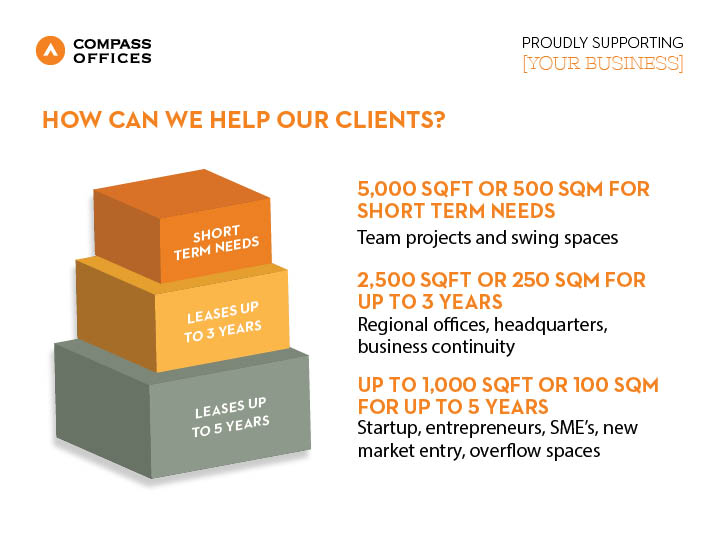 COMPASS
OFFICES
PROUDLY SUPPORTING
[YOUR BUSINESS]
HOW CAN WE HELP OUR CLIENTS?
SHORT
TERM NEEDS
LEASES UP
TO 3 YEARS
LEASES UP
TO 5 YEARS
5,000 SQFT OR 500 SQM FOR
SHORT TERM NEEDS
Team projects and swing spaces
2,500 SQFT OR 250 SQM FOR
UP TO 3 YEARS
Regional offices, headquarters,
business continuity
UP TO 1,000 SQFT OR 100 SQM
FOR UP TO 5 YEARS
Startup, entrepreneurs, SME’s, new
market entry, overflow spaces